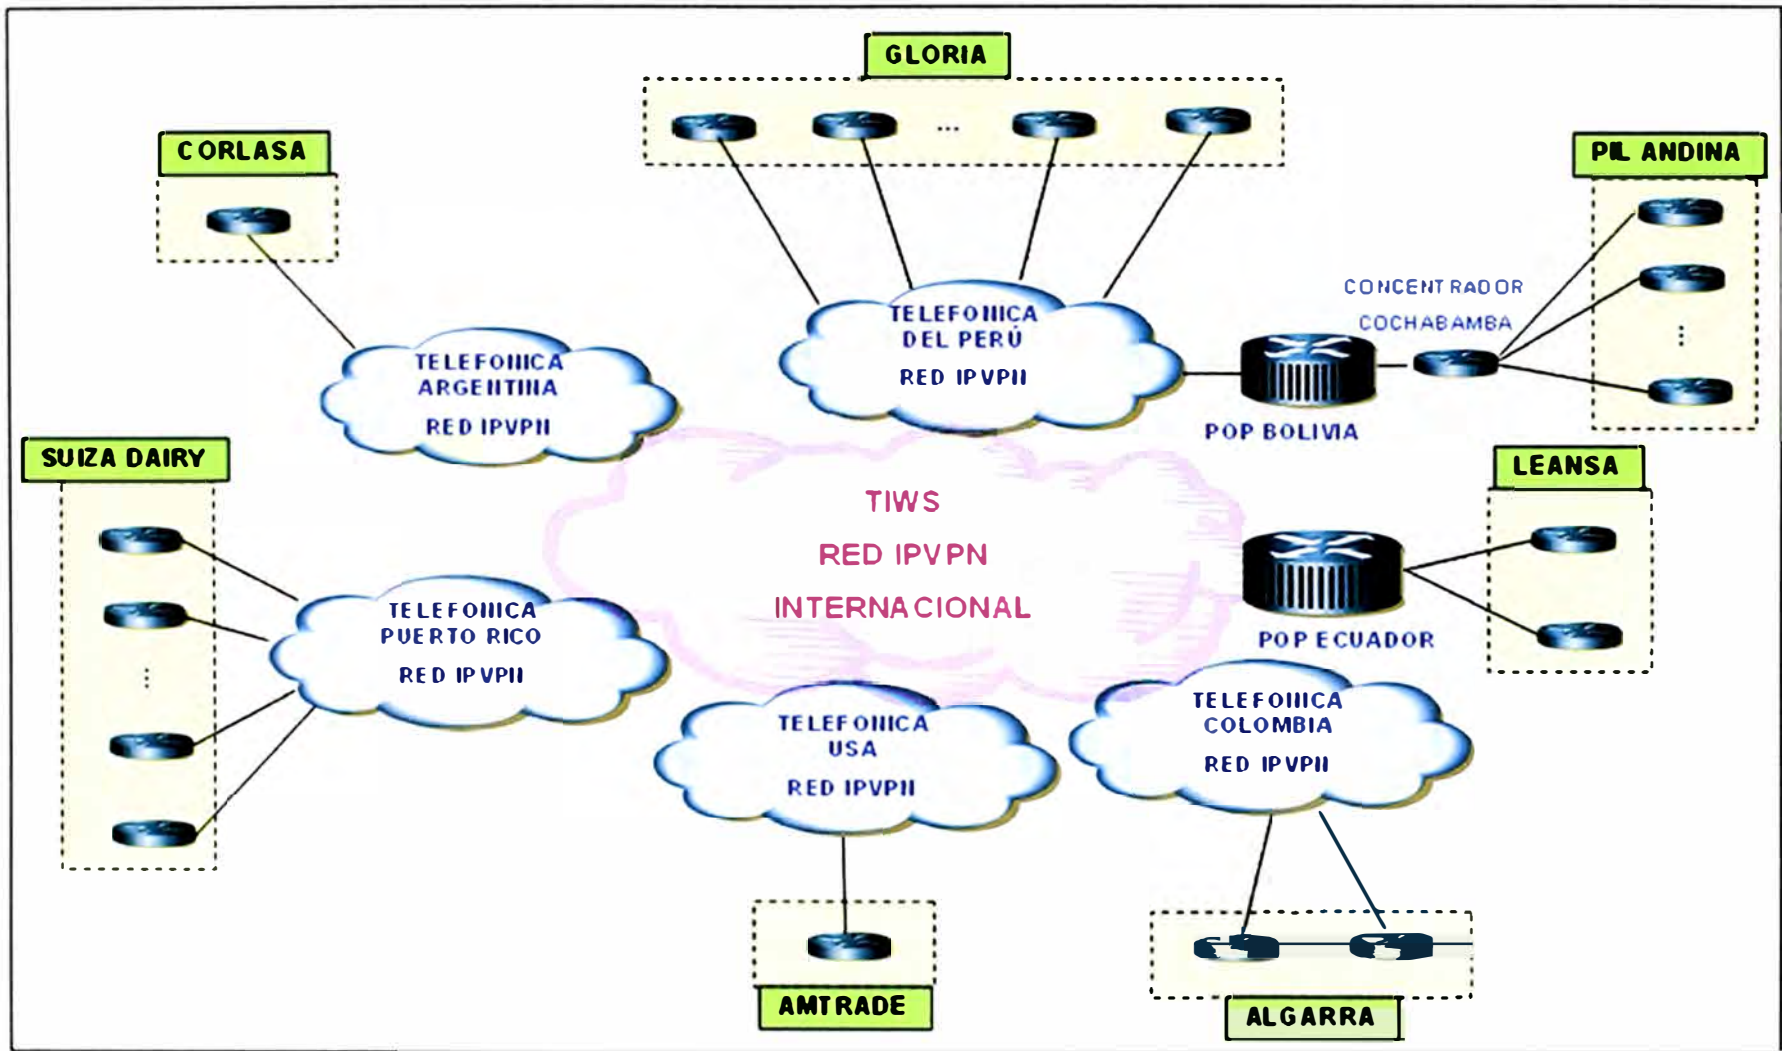 GLORIA
...
CORLASA
PIL ANDINA
CONCENTRADOR
COCHABAMBA
TELEFONICA
DEL PERÚ
RED IPVPN
POP BOLIVIA
TELEFONICA
ARGENTINA
RED IPVPN
SUIZA DAIRY
LEANSA
TIWS
RED IPVPN
INTERNACIONAL
POP ECUADOR
TELEFONICA
PUERTO RICO
RED IPVPN
TELEFONICA
USA
RED IPVPN
TELEFONICA
COLOMBIA
RED IPVPN
AMTRADE
ALGARRA